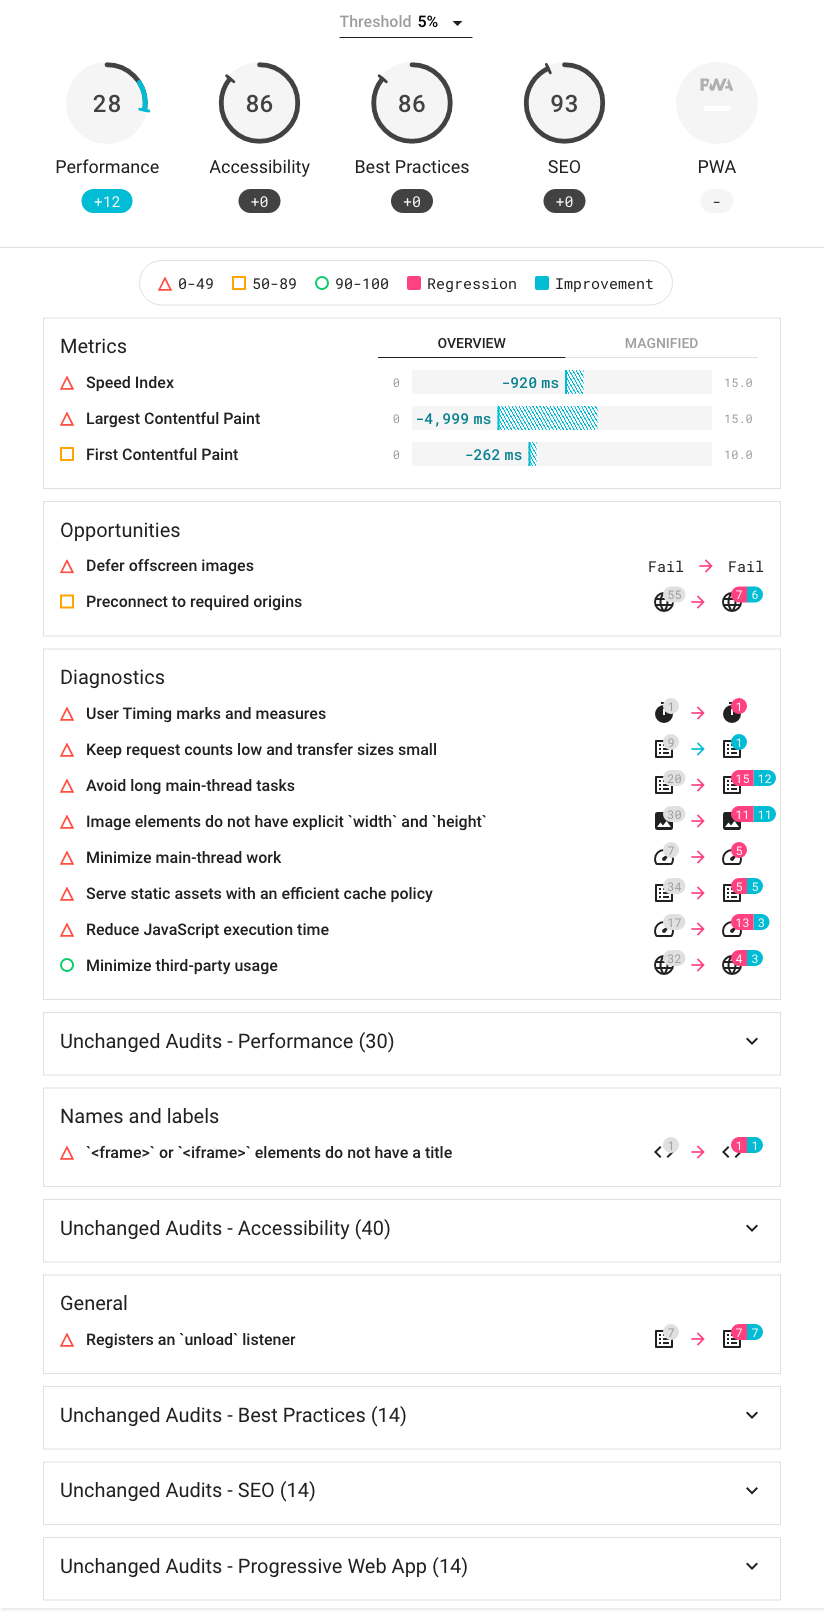 Threshold 5%
28 86 86 93 PWA
Performance Accessibility Best Practices SEO PWA
+12 +0 +0 +0 -
0-49 50-89 90-100 Regression Improvement
Metrics OVERVIEW MAGNIFIED
Speed Index 0 -920 ms 15.0
Largest Contentful Paint 0 -4,999 ms 15.0
First Contentful Paint 0 -262 ms 10.0
Opportunities
Defer offscreen images Fail → Fail
Preconnect to required origins 55 → 7 6
Diagnostics
User Timing marks and measures 1 → 1
Keep request counts low and transfer sizes small 9 → 1
Avoid long main-thread tasks 20 → 15 12
Image elements do not have explicit `width` and `height` 30 → 11 11
Minimize main-thread work 7 → 5
Serve static assets with an efficient cache policy 34 → 5 5
Reduce JavaScript execution time 17 → 13 3
Minimize third-party usage 32 → 4 3
Unchanged Audits - Performance (30)
Names and labels
`<frame>` or `<iframe>` elements do not have a title 1 → 1 1
Unchanged Audits - Accessibility (40)
General
Registers an `unload` listener 7 → 7 7
Unchanged Audits - Best Practices (14)
Unchanged Audits - SEO (14)
Unchanged Audits - Progressive Web App (14)